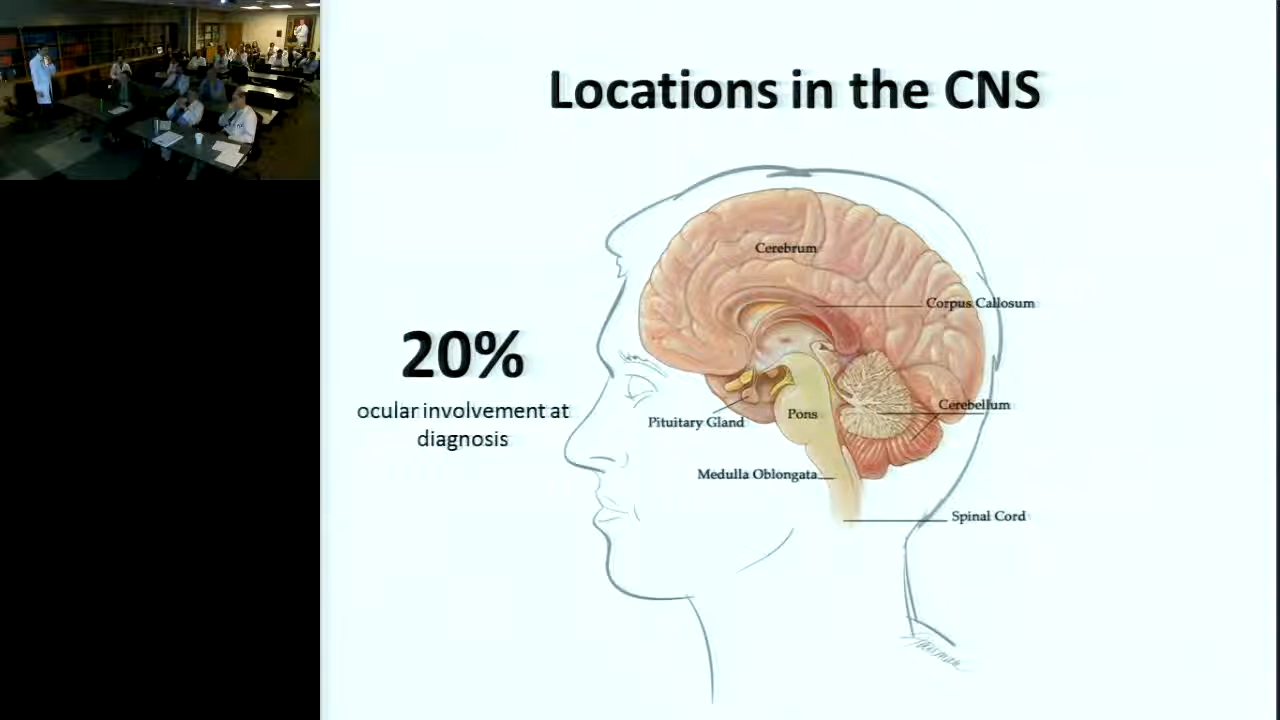 Locations in the CNS
Cerebrum
Corpus Callosum
20%
ocular involvement at
diagnosis
Cerebellum
Pons
Pituitary Gland
Medulla Oblongata
Spinal Cord